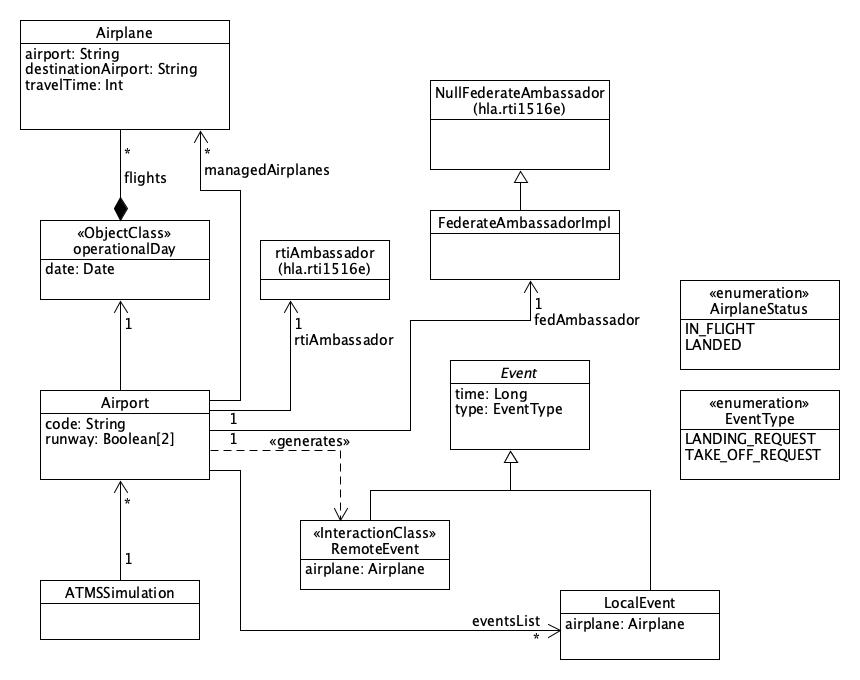 Airplane
airport: String
destinationAirport: String
travelTime: Int
NullFederateAmbassador
(hla.rti1516e)
*
flights
*
managedAirplanes
«ObjectClass»
operationalDay
date: Date
FederateAmbassadorImpl
rtiAmbassador
(hla.rti1516e)
1
fedAmbassador
1
1
rtiAmbassador
«enumeration»
AirplaneStatus
IN_FLIGHT
LANDED
Event
time: Long
type: EventType
Airport
code: String
runway: Boolean[2]
1
1
«generates»
«enumeration»
EventType
LANDING_REQUEST
TAKE_OFF_REQUEST
*
1
«InteractionClass»
RemoteEvent
airplane: Airplane
ATMSSimulation
eventsList
*
LocalEvent
airplane: Airplane